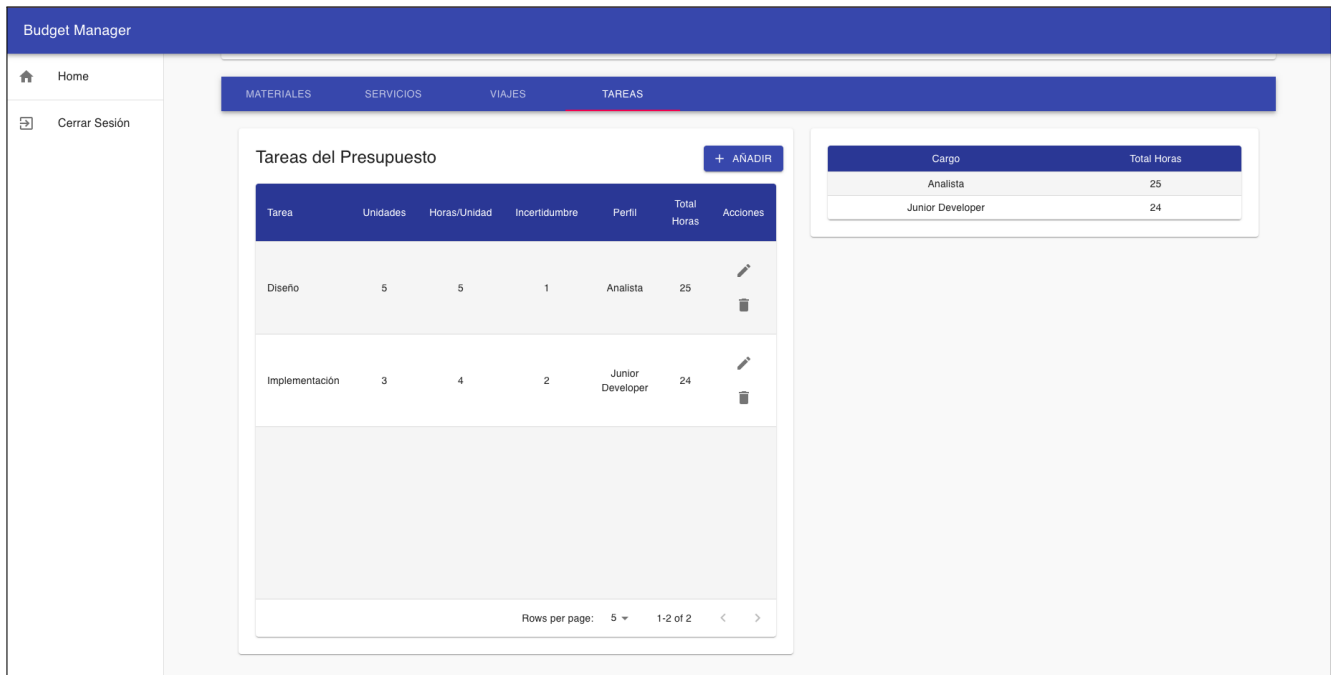 Budget Manager
Home
Cerrar Sesión
MATERIALES SERVICIOS VIAJES TAREAS
Tareas del Presupuesto
+ AÑADIR
Tarea Unidades Horas/Unidad Incertidumbre Perfil Total Horas Acciones
Diseño 5 5 1 Analista 25
Implementación 3 4 2 Junior Developer 24
Rows per page: 5 1-2 of 2
Cargo Total Horas
Analista 25
Junior Developer 24